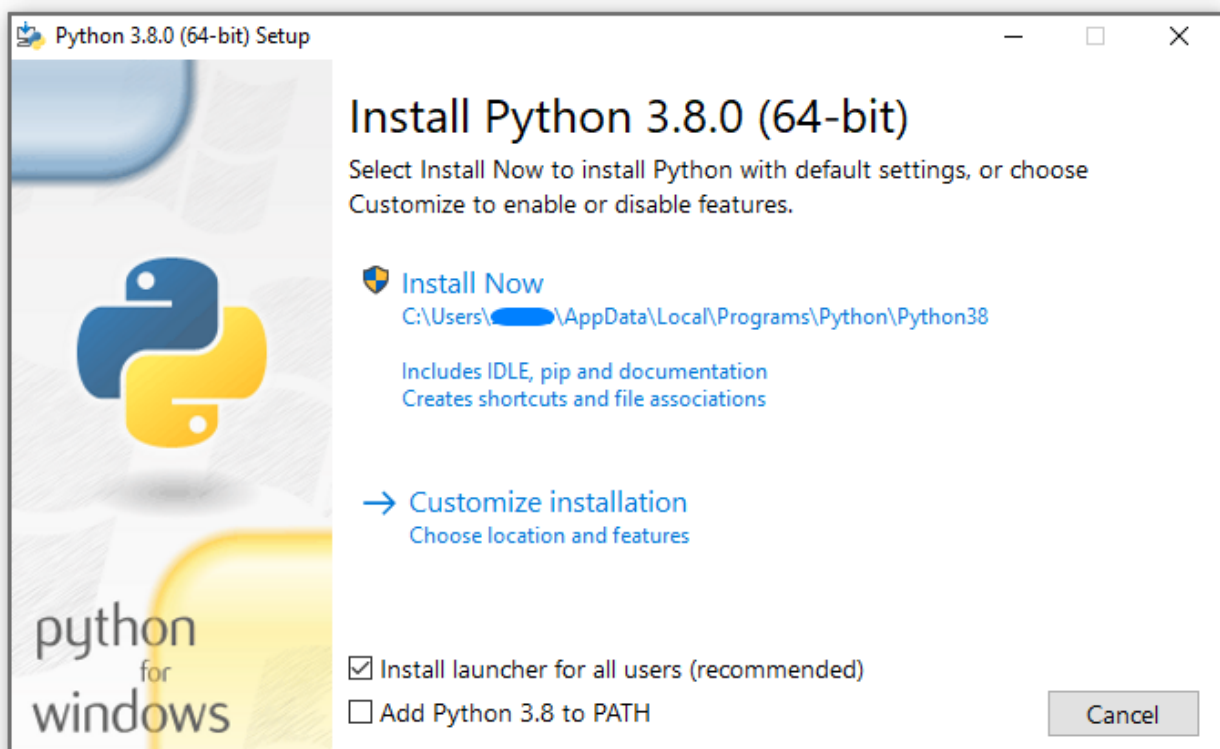 Python 3.8.0 (64-bit) Setup
Install Python 3.8.0 (64-bit)
Select Install Now to install Python with default settings, or choose
Customize to enable or disable features.
Install Now
C:\Users\ \AppData\Local\Programs\Python\Python38
Includes IDLE, pip and documentation
Creates shortcuts and file associations
Customize installation
Choose location and features
python
for
windows
Install launcher for all users (recommended)
Add Python 3.8 to PATH
Cancel